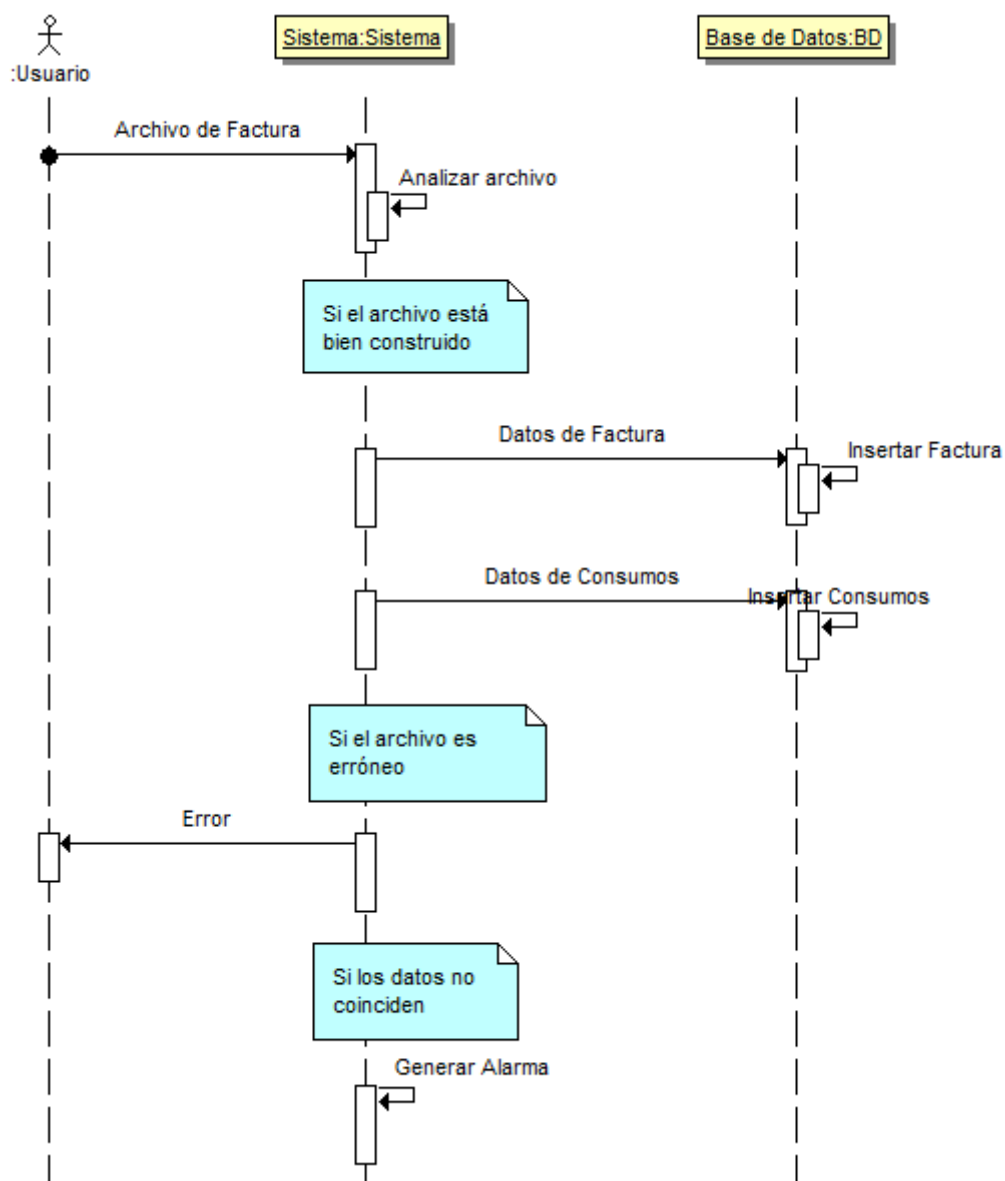 :Usuario
Sistema:Sistema
Base de Datos:BD
Archivo de Factura
Analizar archivo
Si el archivo está
bien construido
Datos de Factura
Insertar Factura
Datos de Consumos
Insertar Consumos
Si el archivo es
erróneo
Error
Si los datos no
coinciden
Generar Alarma